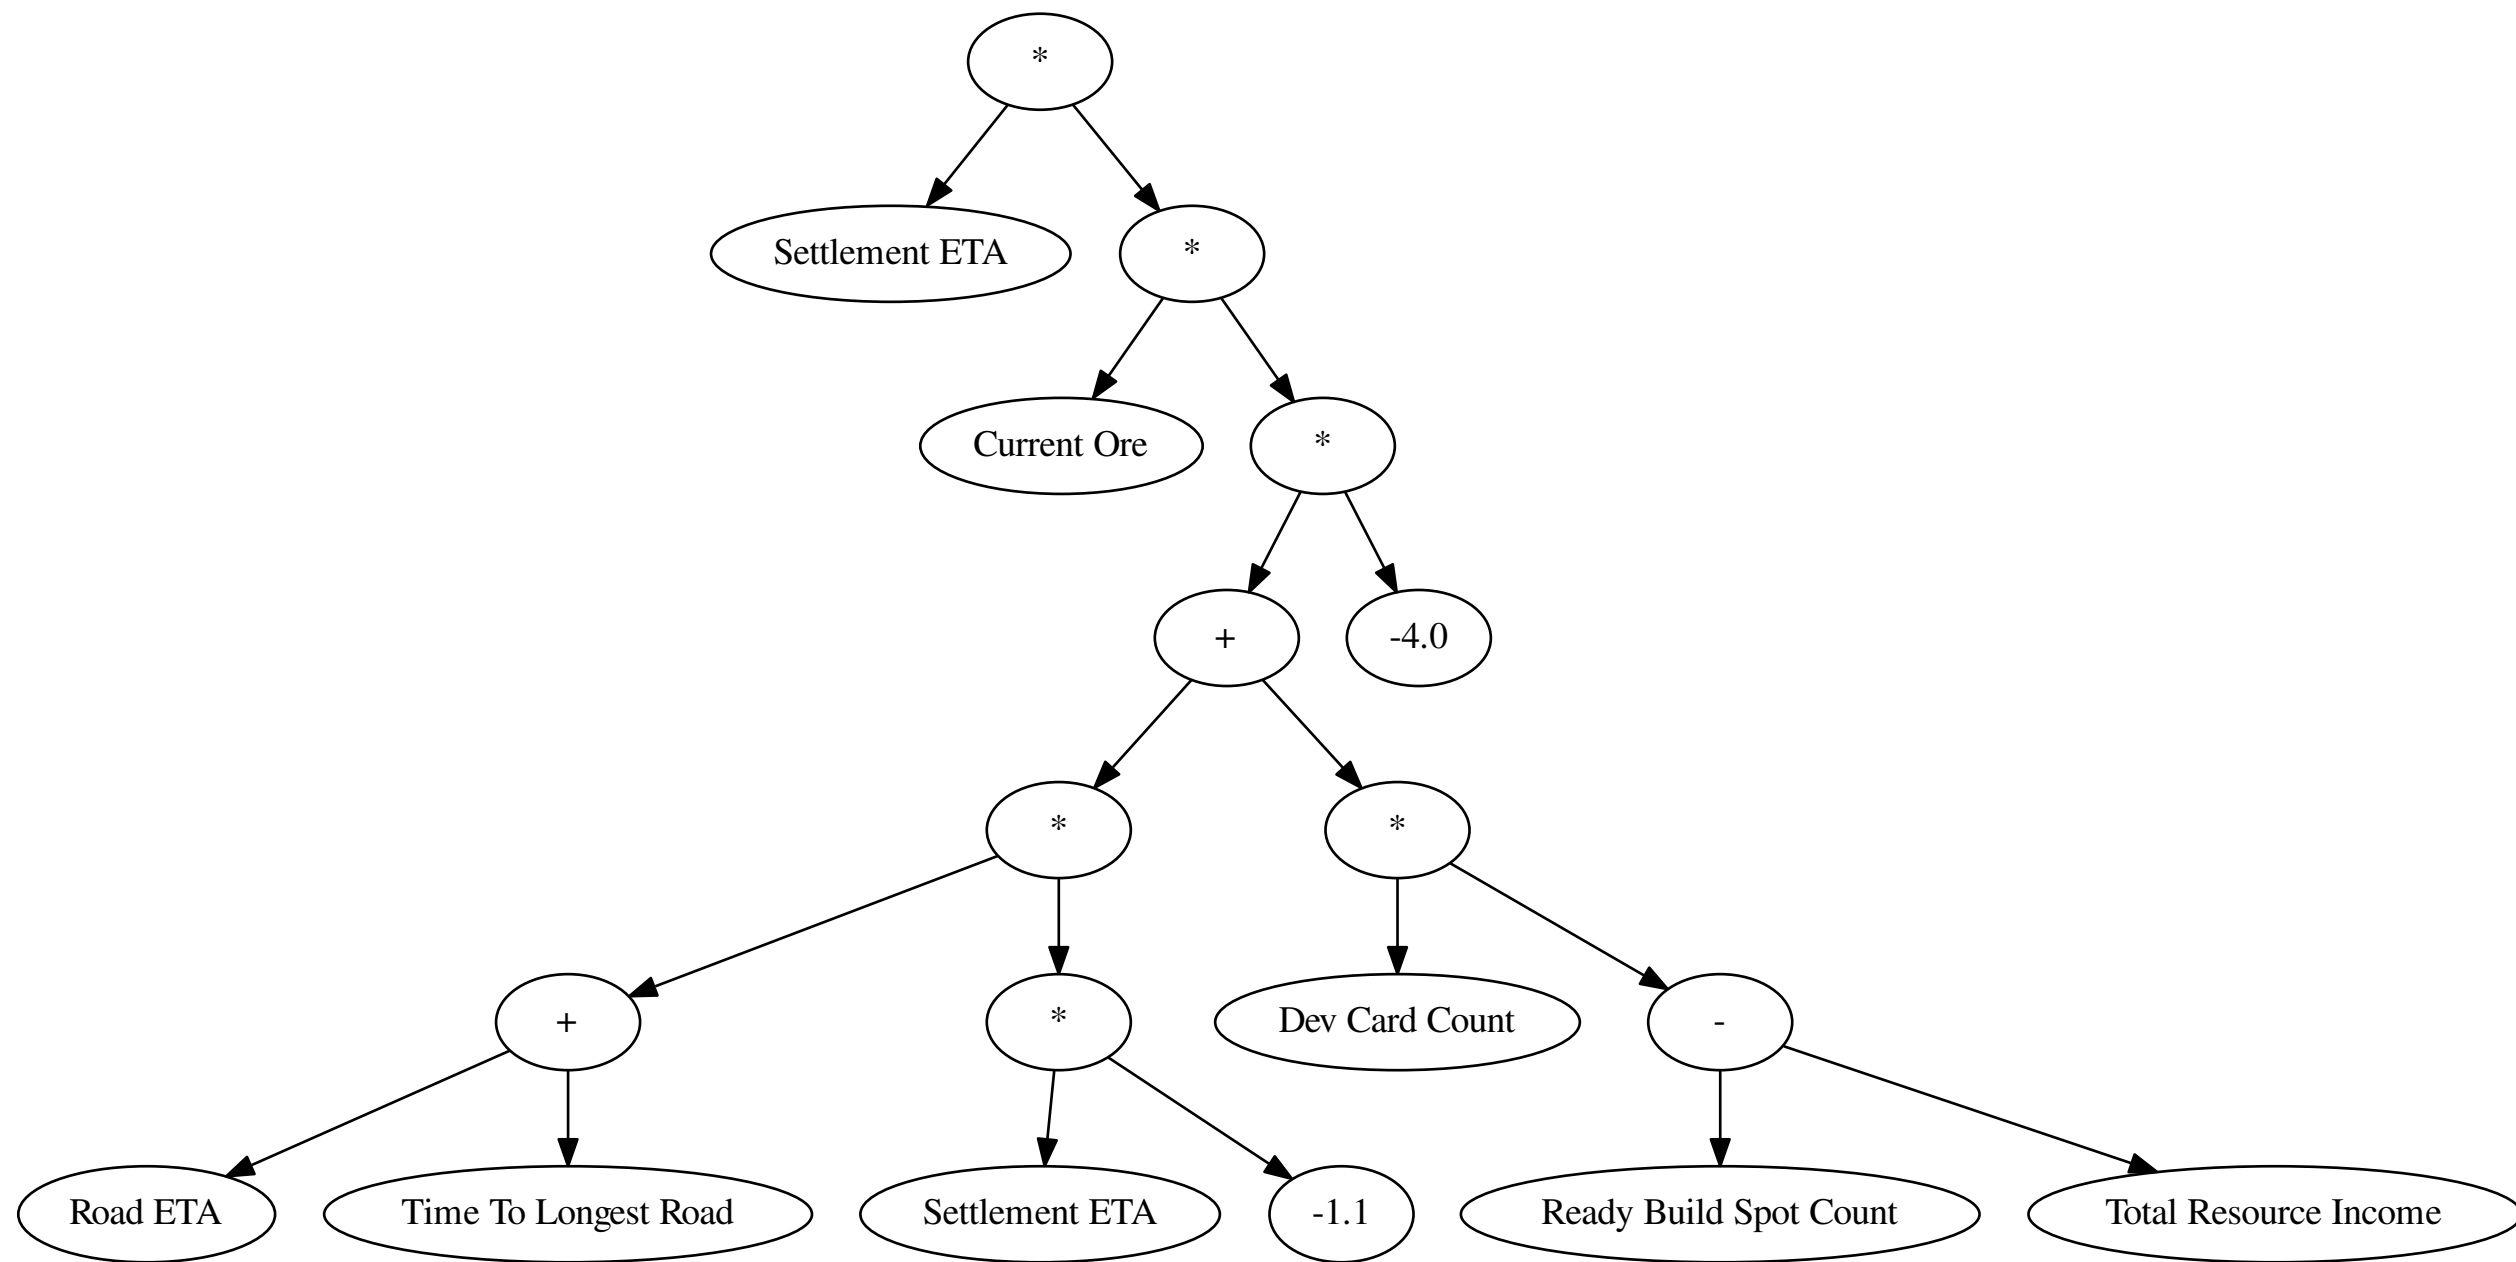 *
Settlement ETA
*
Current Ore
*
+
-4.0
*
*
+
*
Dev Card Count
-
Road ETA
Time To Longest Road
Settlement ETA
-1.1
Ready Build Spot Count
Total Resource Income